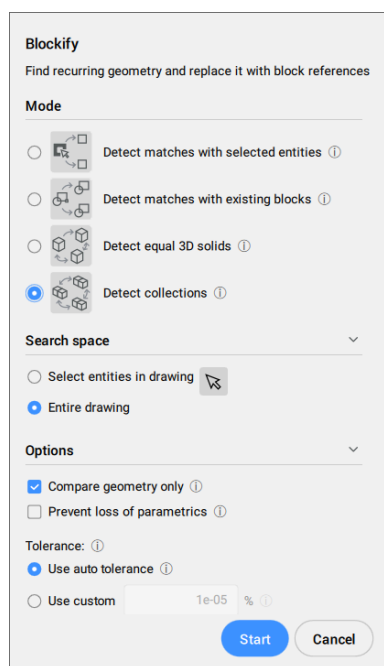 Blockify
Find recurring geometry and replace it with block references
Mode
Detect matches with selected entities ⓘ
Detect matches with existing blocks ⓘ
Detect equal 3D solids ⓘ
Detect collections ⓘ
Search space
Select entities in drawing
Entire drawing
Options
Compare geometry only ⓘ
Prevent loss of parametrics ⓘ
Tolerance: ⓘ
Use auto tolerance ⓘ
Use custom 1e-05 % ⓘ
Start Cancel